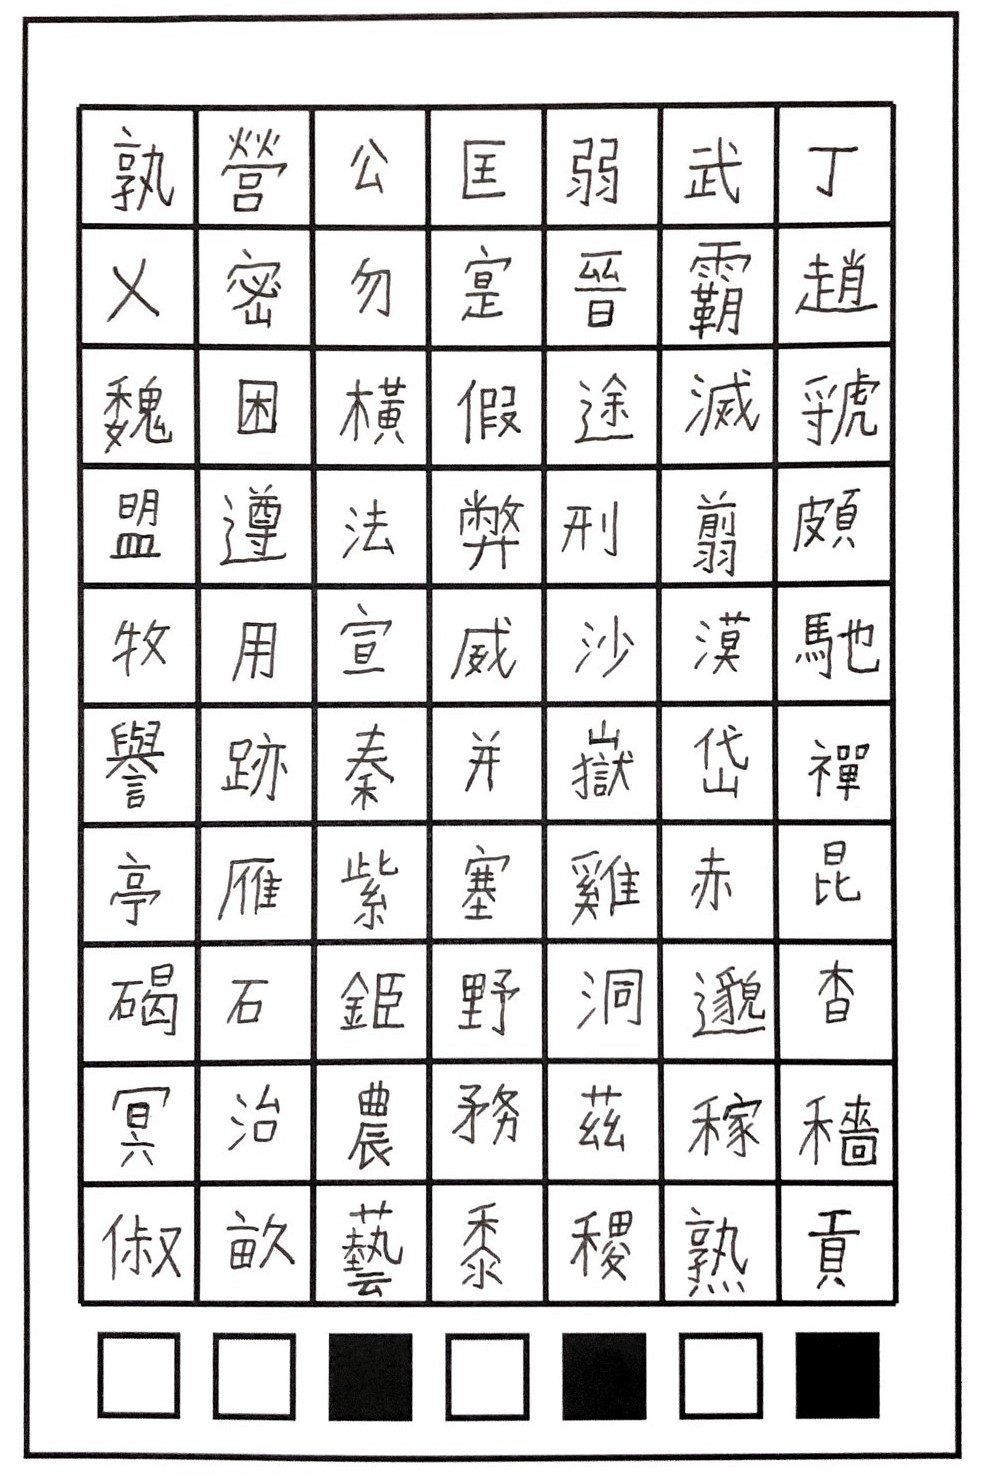 孰營公匡弱武丁
乂密勿寔晉霸趙
魏困橫假途滅虢
盟遵法弊刑翦頗
牧用宣威沙漠馳
譽跡秦并嶽岱禪
亭雁紫塞雞赤昆
碣石鉅野洞邈杳
冥治農務茲稼穡
俶畝藝黍稷熟貢